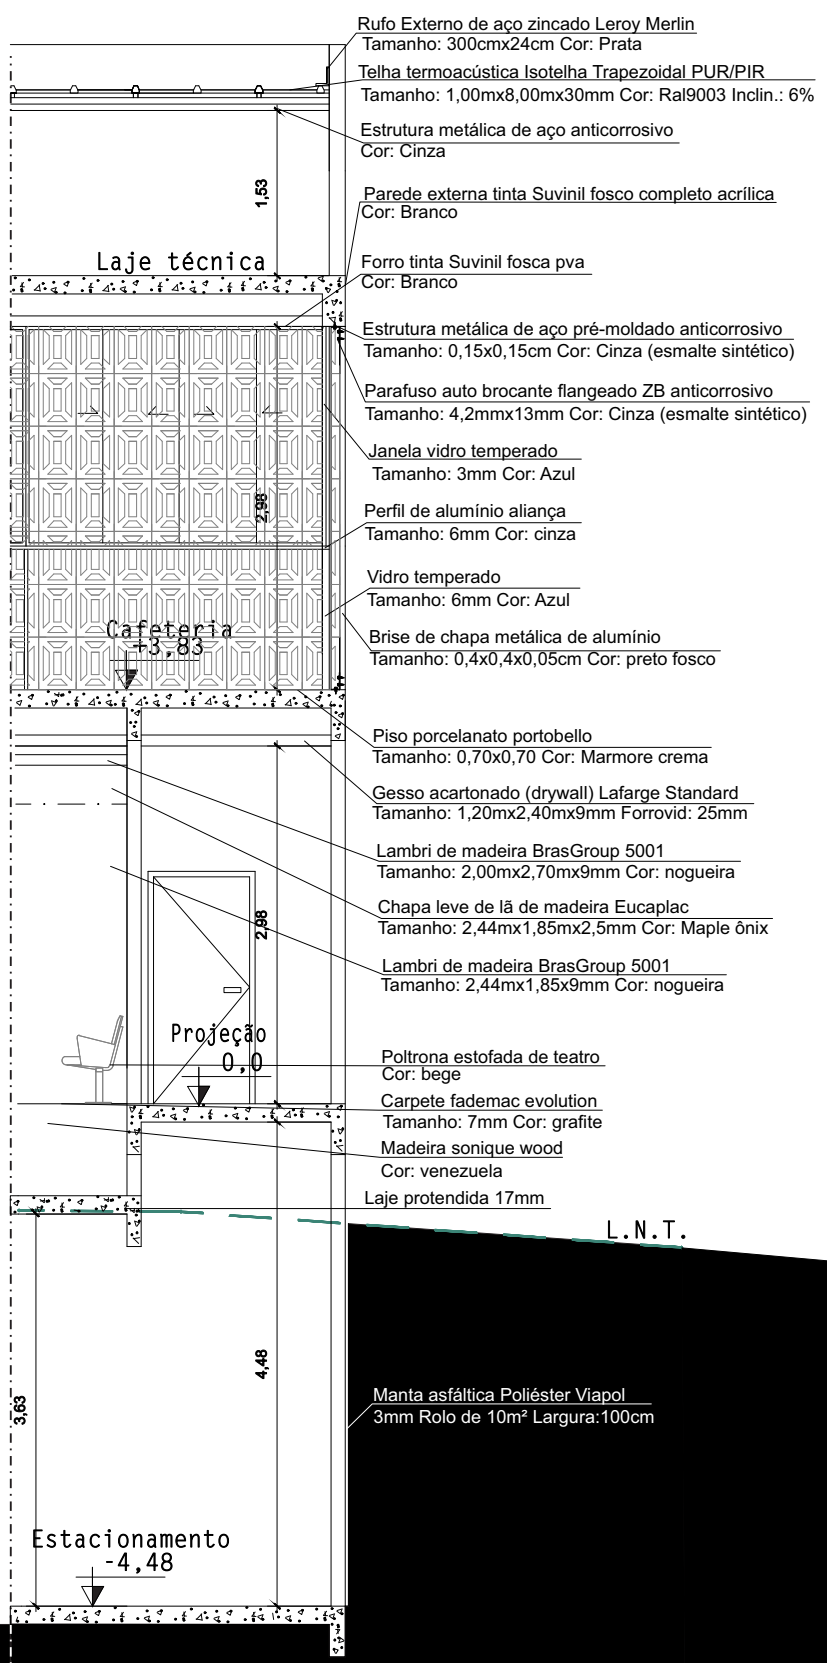 Rufo Externo de aço zincado Leroy Merlin
Tamanho: 300cmx24cm Cor: Prata
Telha termoacústica Isotelha Trapezoidal PUR/PIR
Tamanho: 1,00mx8,00mx30mm Cor: Ral9003 Inclin.: 6%
Estrutura metálica de aço anticorrosivo
Cor: Cinza
1,53
Parede externa tinta Suvinil fosco completo acrílica
Cor: Branco
Laje técnica
Forro tinta Suvinil fosca pva
Cor: Branco
Estrutura metálica de aço pré-moldado anticorrosivo
Tamanho: 0,15x0,15cm Cor: Cinza (esmalte sintético)
Parafuso auto brocante flangeado ZB anticorrosivo
Tamanho: 4,2mmx13mm Cor: Cinza (esmalte sintético)
Janela vidro temperado
Tamanho: 3mm Cor: Azul
2,98
Perfil de alumínio aliança
Tamanho: 6mm Cor: cinza
Vidro temperado
Tamanho: 6mm Cor: Azul
Cafeteria
+3,83
Brise de chapa metálica de alumínio
Tamanho: 0,4x0,4x0,05cm Cor: preto fosco
Piso porcelanato portobello
Tamanho: 0,70x0,70 Cor: Marmore crema
Gesso acartonado (drywall) Lafarge Standard
Tamanho: 1,20mx2,40mx9mm Forrovid: 25mm
Lambri de madeira BrasGroup 5001
Tamanho: 2,00mx2,70mx9mm Cor: nogueira
Chapa leve de lã de madeira Eucaplac
Tamanho: 2,44mx1,85mx2,5mm Cor: Maple ônix
2,98
Lambri de madeira BrasGroup 5001
Tamanho: 2,44mx1,85x9mm Cor: nogueira
Projeção
0,0
Poltrona estofada de teatro
Cor: bege
Carpete fademac evolution
Tamanho: 7mm Cor: grafite
Madeira sonique wood
Cor: venezuela
Laje protendida 17mm
L.N.T.
4,48
3,63
Manta asfáltica Poliéster Viapol
3mm Rolo de 10m² Largura:100cm
Estacionamento
-4,48